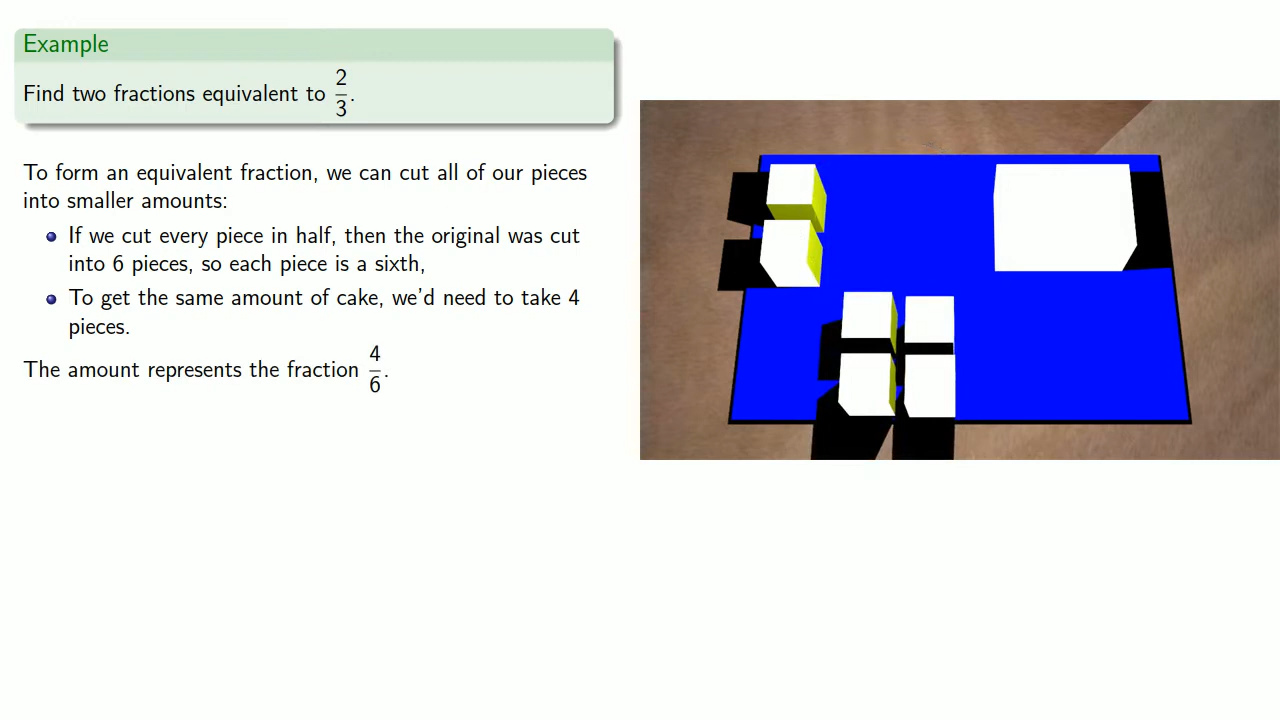 Example
Find two fractions equivalent to 2/3.
To form an equivalent fraction, we can cut all of our pieces
into smaller amounts:
If we cut every piece in half, then the original was cut
into 6 pieces, so each piece is a sixth,
To get the same amount of cake, we'd need to take 4
pieces.
The amount represents the fraction 4/6.